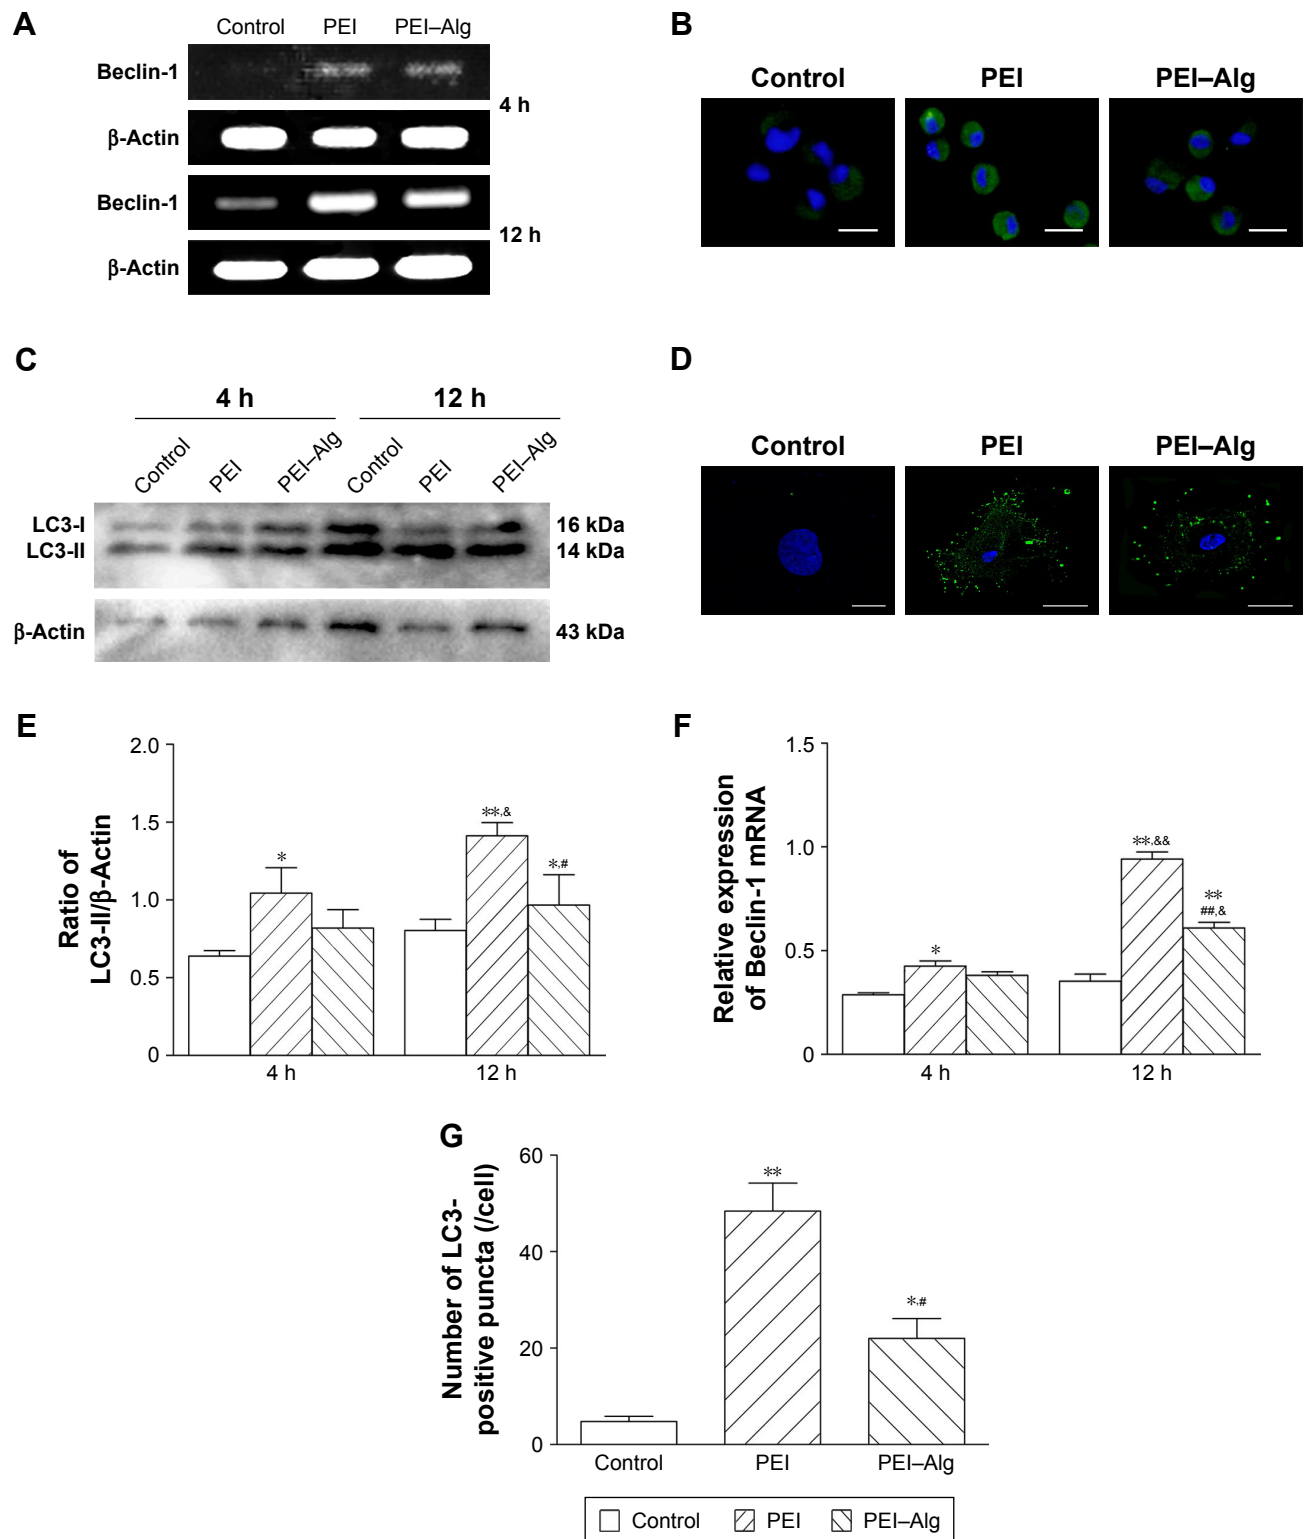 A
Control PEI PEI–Alg
Beclin-1
4 h
β-Actin
Beclin-1
12 h
β-Actin
B
Control PEI PEI–Alg
C
4 h 12 h
Control PEI PEI–Alg Control PEI PEI–Alg
LC3-I 16 kDa
LC3-II 14 kDa
β-Actin 43 kDa
D
Control PEI PEI–Alg
E
Ratio of
LC3-II/β-Actin
2.0
1.5
1.0
0.5
0
*
**,&
*,#
4 h 12 h
F
Relative expression
of Beclin-1 mRNA
1.5
1.0
0.5
0
*
**,&&
**
##,&
4 h 12 h
G
Number of LC3-
positive puncta (/cell)
60
40
20
0
**
*,#
Control PEI PEI–Alg
Control PEI PEI–Alg